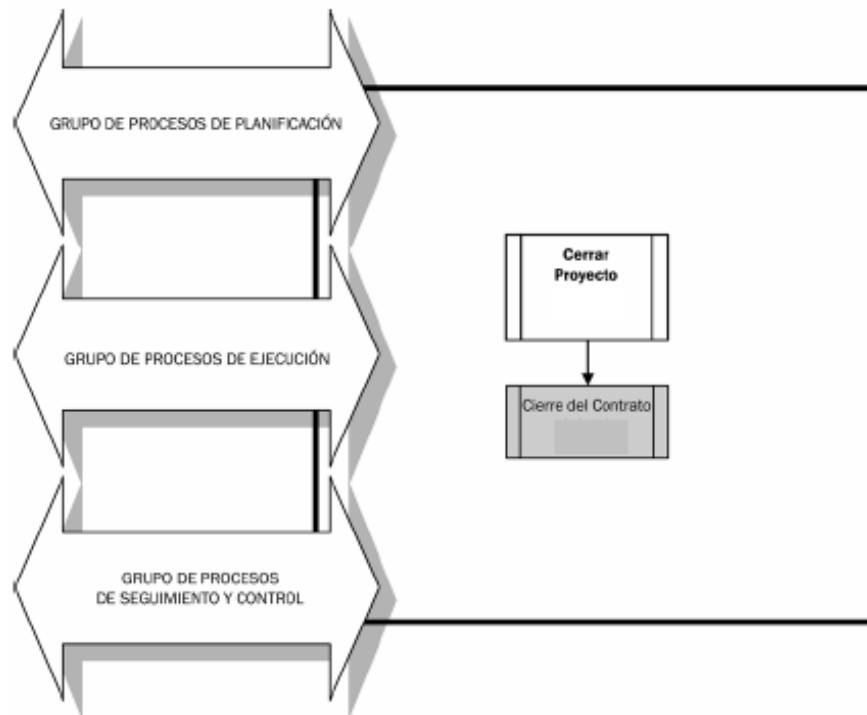 GRUPO DE PROCESOS DE PLANIFICACIÓN
Cerrar
Proyecto
GRUPO DE PROCESOS DE EJECUCIÓN
Cierre del Contrato
GRUPO DE PROCESOS
DE SEGUIMIENTO Y CONTROL